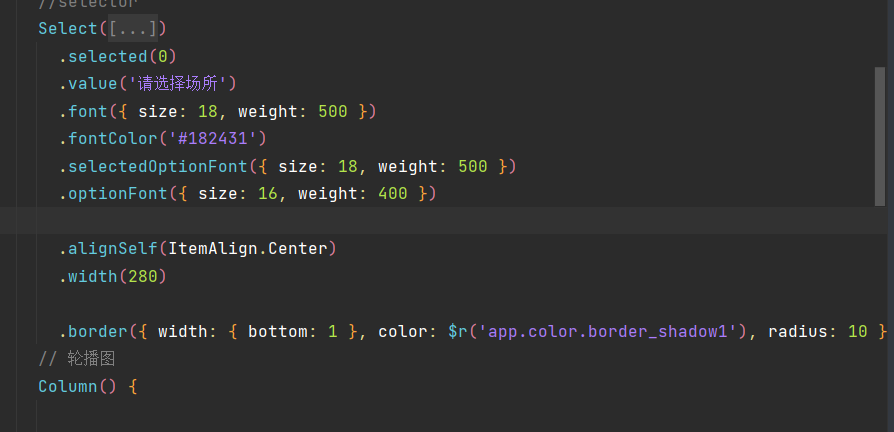 //selector
Select([...])
.selected(0)
.value('请选择场所')
.font({ size: 18, weight: 500 })
.fontColor('#182431')
.selectedOptionFont({ size: 18, weight: 500 })
.optionFont({ size: 16, weight: 400 })
.alignSelf(ItemAlign.Center)
.width(280)
.border({ width: { bottom: 1 }, color: $r('app.color.border_shadow1'), radius: 10 }
// 轮播图
Column() {